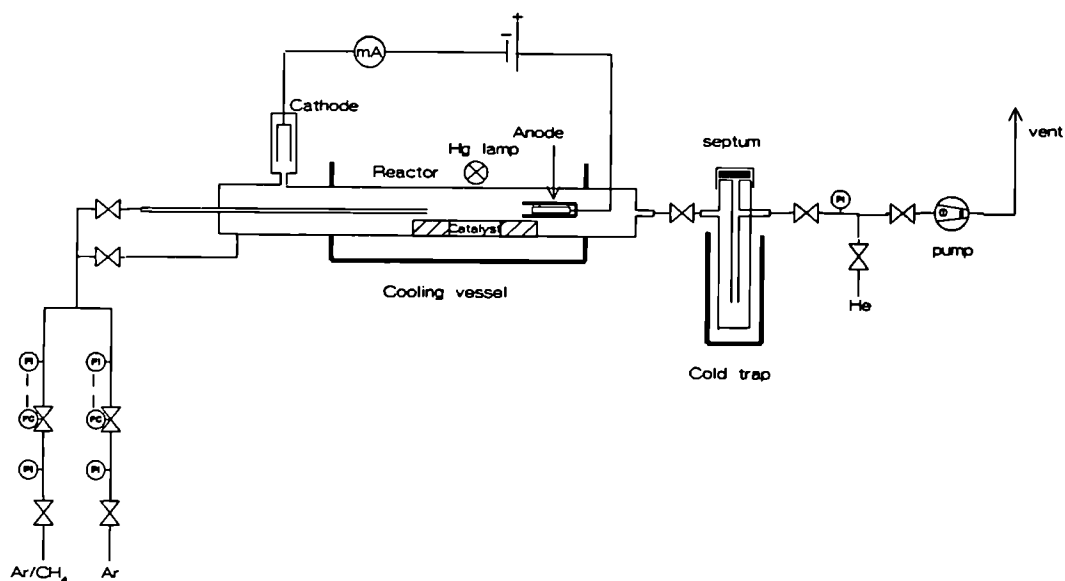 +
-
mA
Cathode
Anode
Hg lamp
Reactor
septum
vent
PI
Catalyst
pump
Cooling vessel
He
Cold trap
PI
PI
PC
PC
PI
PI
Ar/CH₄
Ar